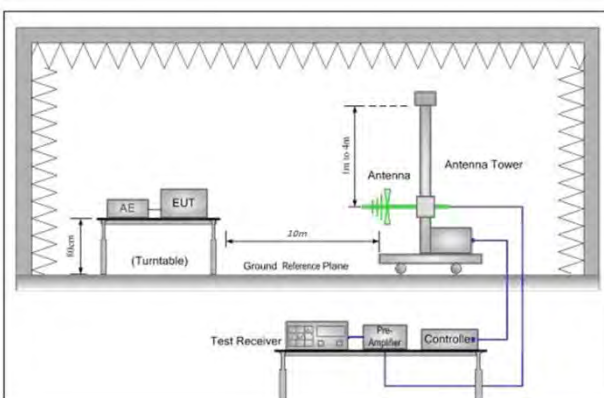 1m to 4m
Antenna
Antenna Tower
AE
EUT
80cm
10m
(Turntable)
Ground Reference Plane
Test Receiver
Pre-
Amplifier
Controller